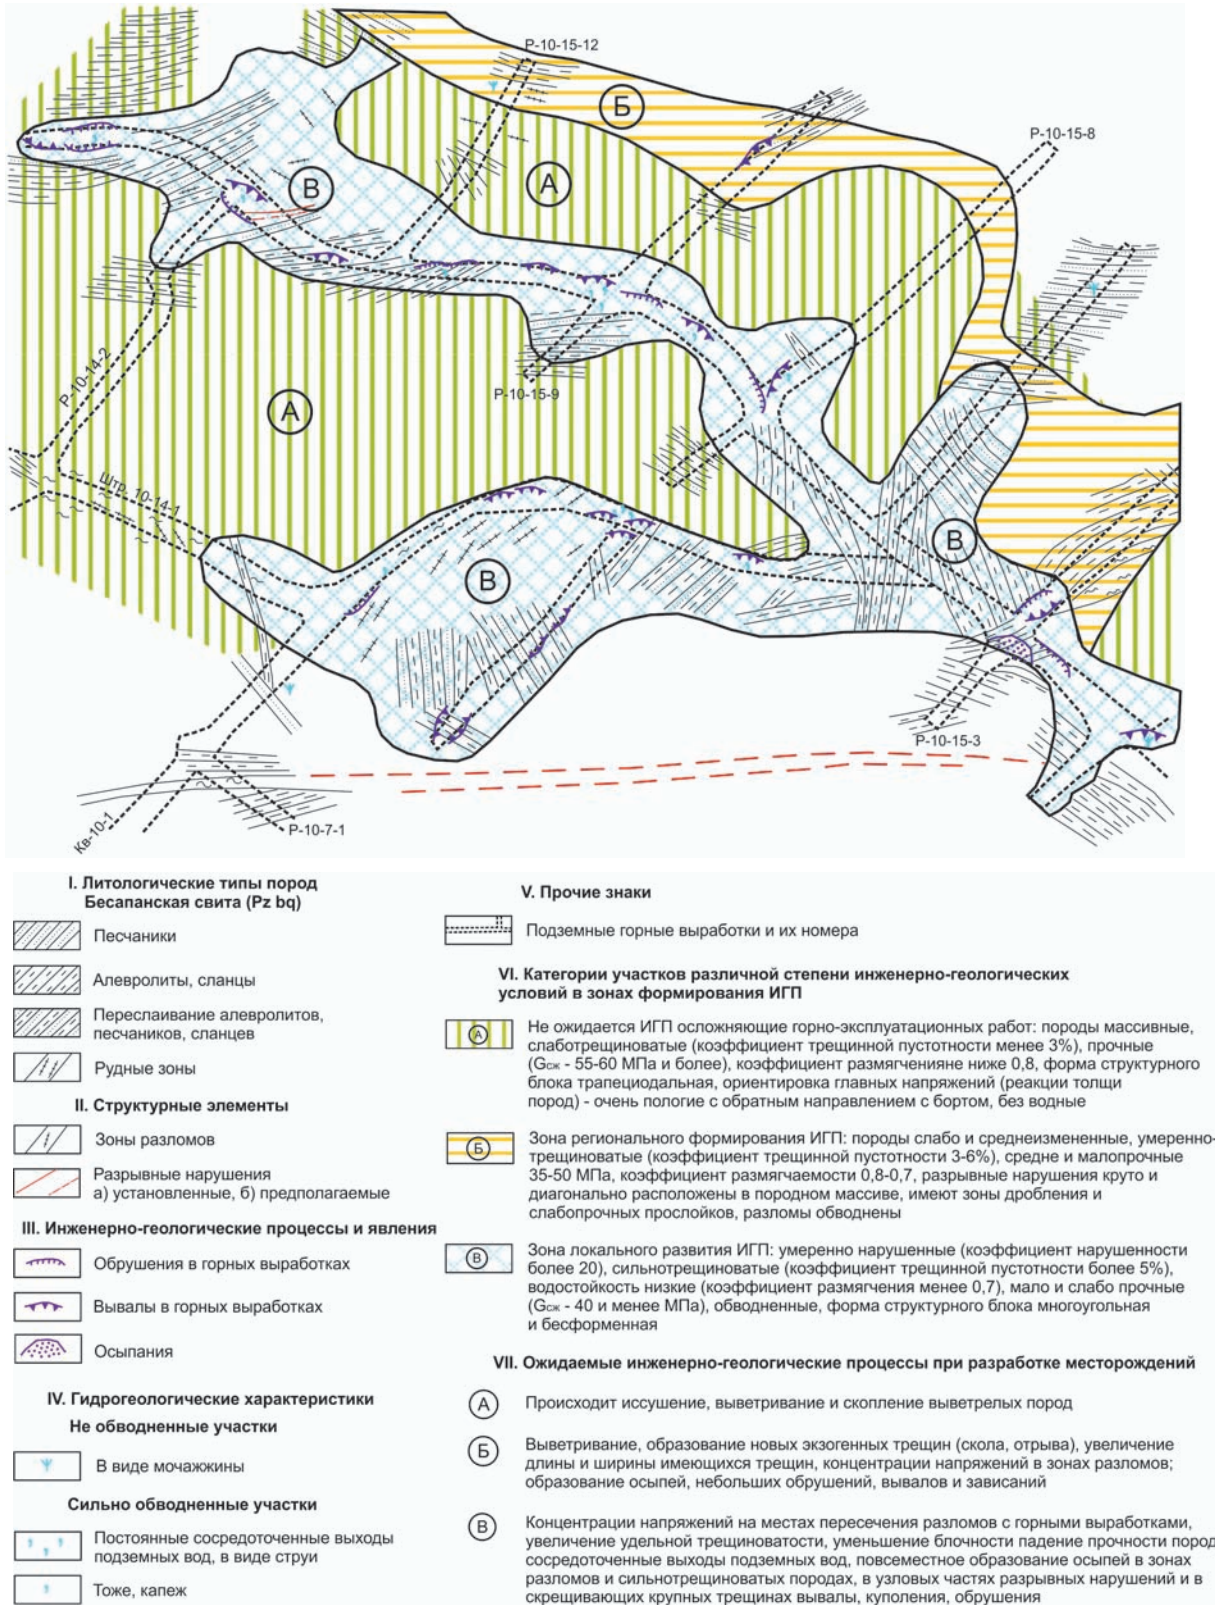 Р-10-15-12
Б
Р-10-15-8
А
В
Р-10-14-2
Р-10-15-9
А
Штр. 10-14-1
В
В
Р-10-15-3
Кв-10-1
Р-10-7-1
I. Литологические типы пород
Бесапанская свита (Pz bq)
Песчаники
Алевролиты, сланцы
Переслаивание алевролитов,
песчаников, сланцев
Рудные зоны
II. Структурные элементы
Зоны разломов
Разрывные нарушения
а) установленные, б) предполагаемые
III. Инженерно-геологические процессы и явления
Обрушения в горных выработках
Вывалы в горных выработках
Осыпания
IV. Гидрогеологические характеристики
Не обводненные участки
В виде мочажжины
Сильно обводненные участки
Постоянные сосредоточенные выходы
подземных вод, в виде струи
Тоже, капеж
V. Прочие знаки
Подземные горные выработки и их номера
VI. Категории участков различной степени инженерно-геологических
условий в зонах формирования ИГП
А
Не ожидается ИГП осложняющие горно-эксплуатационных работ: породы массивные,
слаботрещиноватые (коэффициент трещинной пустотности менее 3%), прочные
(Gсж - 55-60 МПа и более), коэффициент размягченияне ниже 0,8, форма структурного
блока трапециодальная, ориентировка главных напряжений (реакции толщи
пород) - очень пологие с обратным направлением с бортом, без водные
Б
Зона регионального формирования ИГП: породы слабо и среднеизмененные, умеренно-
трещиноватые (коэффициент трещинной пустотности 3-6%), средне и малопрочные
35-50 МПа, коэффициент размягчаемости 0,8-0,7, разрывные нарушения круто и
диагонально расположены в породном массиве, имеют зоны дробления и
слабопрочных прослойков, разломы обводнены
В
Зона локального развития ИГП: умеренно нарушенные (коэффициент нарушенности
более 20), сильнотрещиноватые (коэффициент трещинной пустотности более 5%),
водостойкость низкие (коэффициент размягчения менее 0,7), мало и слабо прочные
(Gсж - 40 и менее МПа), обводненные, форма структурного блока многоугольная
и бесформенная
VII. Ожидаемые инженерно-геологические процессы при разработке месторождений
А
Происходит иссушение, выветривание и скопление выветрелых пород
Б
Выветривание, образование новых экзогенных трещин (скола, отрыва), увеличение
длины и ширины имеющихся трещин, концентрации напряжений в зонах разломов;
образование осыпей, небольших обрушений, вывалов и зависаний
В
Концентрации напряжений на местах пересечения разломов с горными выработками,
увеличение удельной трещиноватости, уменьшение блочности падение прочности пород
сосредоточенные выходы подземных вод, повсеместное образование осыпей в зонах
разломов и сильнотрещиноватых породах, в узловых частях разрывных нарушений и в
скрещивающих крупных трещинах вывалы, куполения, обрушения